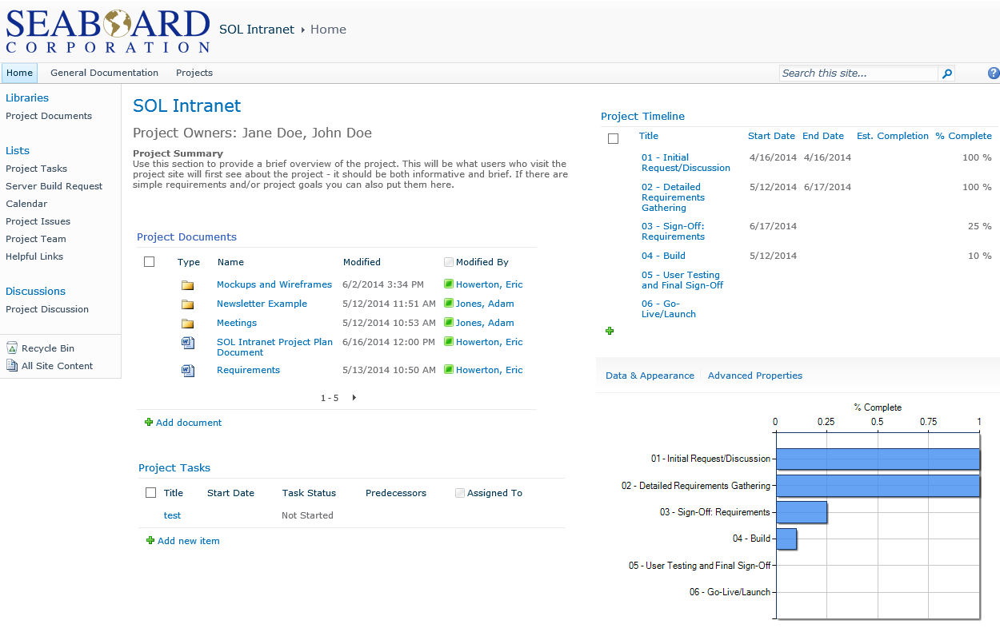 SEABOARD
CORPORATION
SOL Intranet Home
Home General Documentation Projects
Search this site...
?
Libraries
Project Documents
Lists
Project Tasks
Server Build Request
Calendar
Project Issues
Project Team
Helpful Links
Discussions
Project Discussion
Recycle Bin
All Site Content
SOL Intranet
Project Owners: Jane Doe, John Doe
Project Summary
Use this section to provide a brief overview of the project. This will be what users who visit the
project site will first see about the project - it should be both informative and brief. If there are
simple requirements and/or project goals you can also put them here.
Project Documents
Type Name Modified Modified By
Mockups and Wireframes 6/2/2014 3:34 PM Howerton, Eric
Newsletter Example 5/12/2014 11:51 AM Jones, Adam
Meetings 5/12/2014 10:53 AM Jones, Adam
SOL Intranet Project Plan 6/16/2014 12:00 PM Howerton, Eric
Document
Requirements 5/13/2014 10:50 AM Howerton, Eric
1 - 5
Add document
Project Tasks
Title Start Date Task Status Predecessors Assigned To
test Not Started
Add new item
Project Timeline
Title Start Date End Date Est. Completion % Complete
01 - Initial 4/16/2014 4/16/2014 100 %
Request/Discussion
02 - Detailed 5/12/2014 6/17/2014 100 %
Requirements
Gathering
03 - Sign-Off: 6/17/2014 25 %
Requirements
04 - Build 5/12/2014 10 %
05 - User Testing
and Final Sign-Off
06 - Go-
Live/Launch
Data & Appearance Advanced Properties
% Complete
0 0.25 0.5 0.75 1
01 - Initial Request/Discussion
02 - Detailed Requirements Gathering
03 - Sign-Off: Requirements
04 - Build
05 - User Testing and Final Sign-Off
06 - Go-Live/Launch